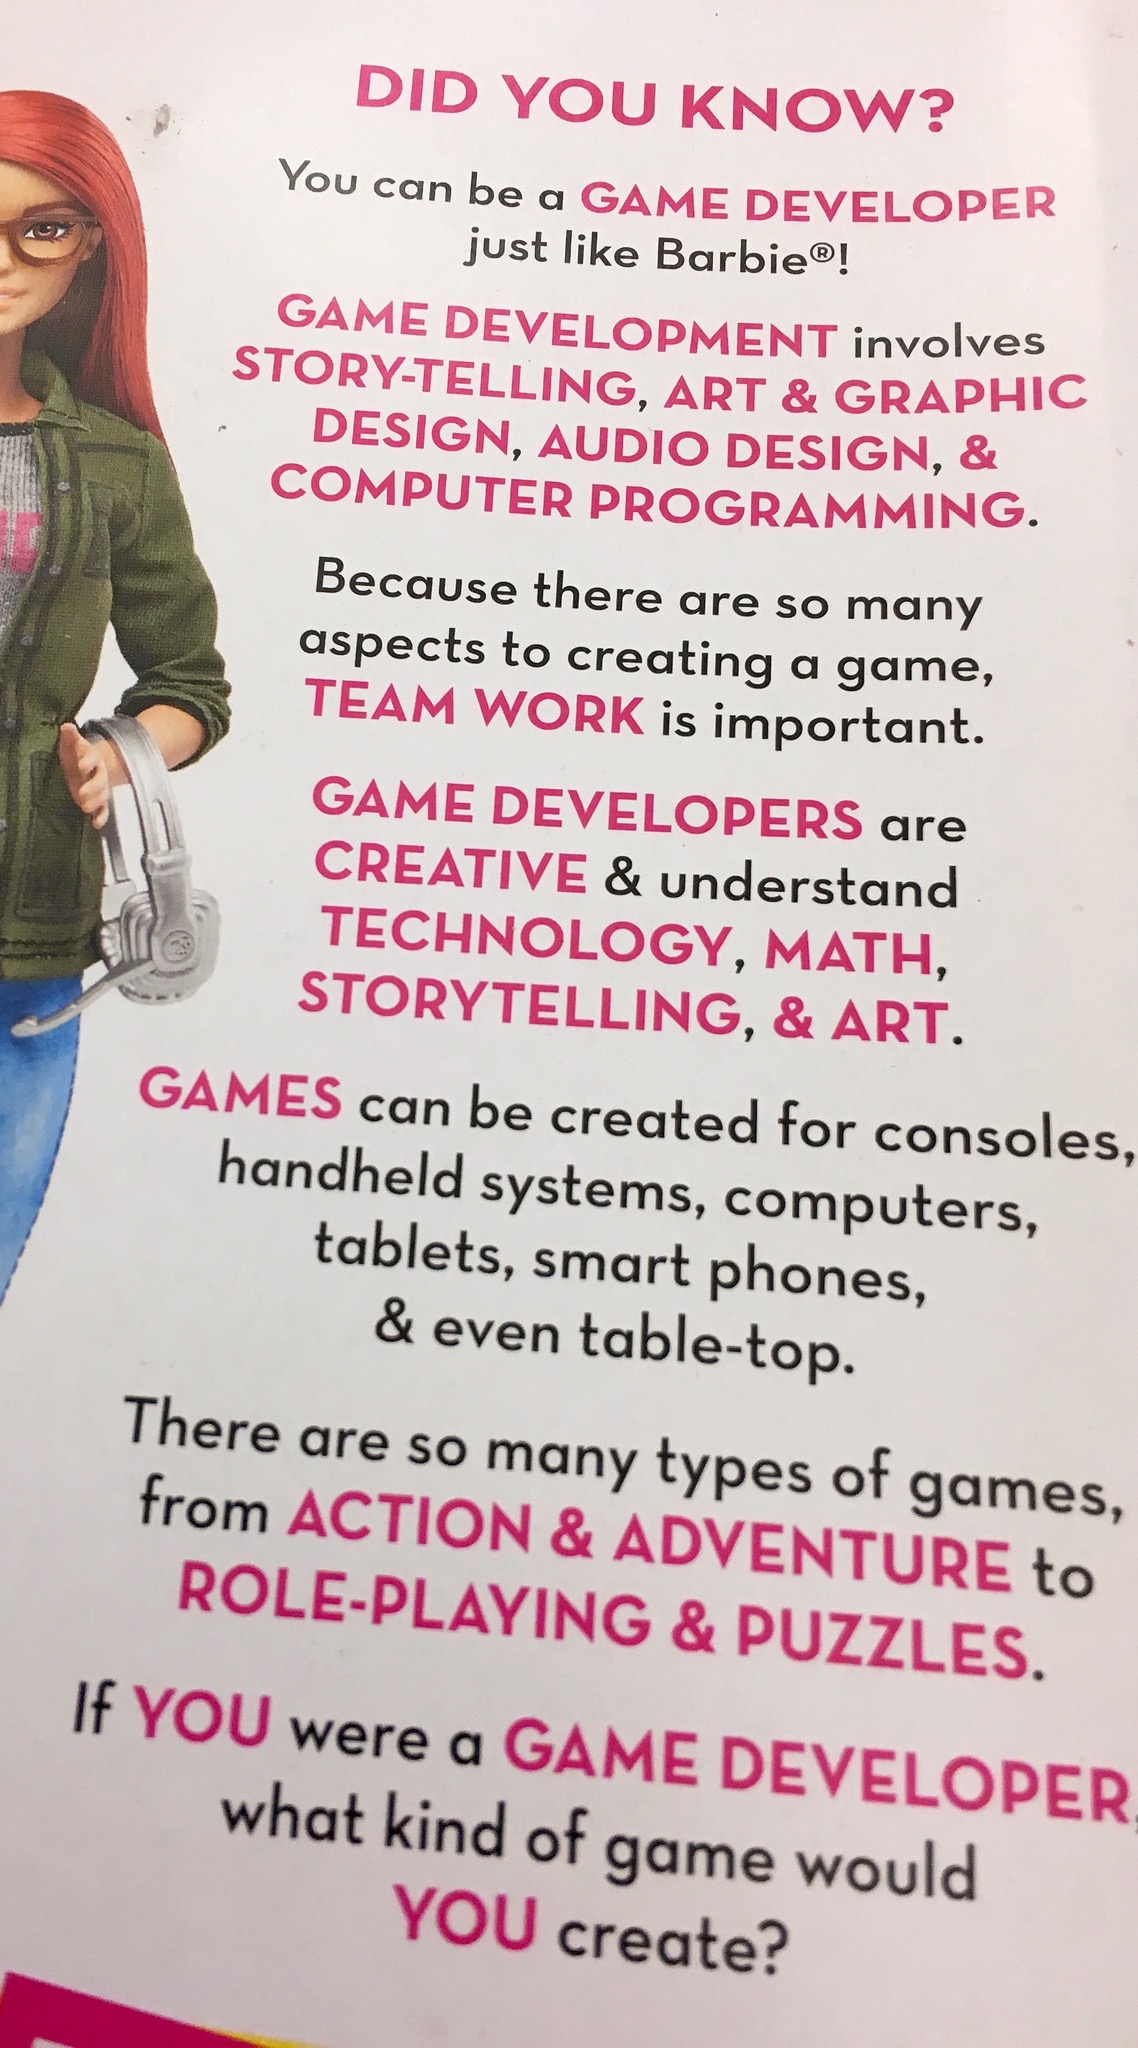 DID YOU KNOW?
You can be a GAME DEVELOPER
just like Barbie®!
GAME DEVELOPMENT involves
STORY-TELLING, ART & GRAPHIC
DESIGN, AUDIO DESIGN, &
COMPUTER PROGRAMMING.
Because there are so many
aspects to creating a game,
TEAM WORK is important.
GAME DEVELOPERS are
CREATIVE & understand
TECHNOLOGY, MATH,
STORYTELLING, & ART.
GAMES can be created for consoles,
handheld systems, computers,
tablets, smart phones,
& even table-top.
There are so many types of games,
from ACTION & ADVENTURE to
ROLE-PLAYING & PUZZLES.
If YOU were a GAME DEVELOPER,
what kind of game would
YOU create?